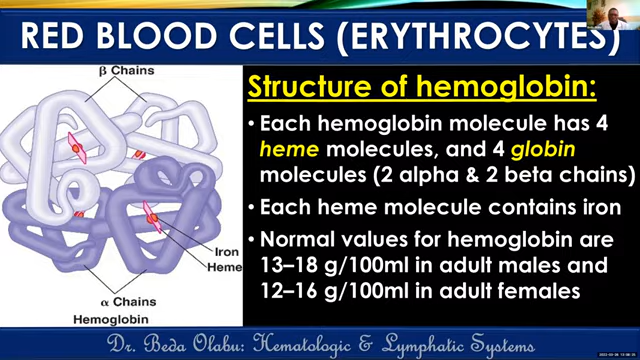 RED BLOOD CELLS (ERYTHROCYTES)
β Chains
Iron
Heme
α Chains
Hemoglobin
Structure of hemoglobin:
• Each hemoglobin molecule has 4
heme molecules, and 4 globin
molecules (2 alpha & 2 beta chains)
• Each heme molecule contains iron
• Normal values for hemoglobin are
13–18 g/100ml in adult males and
12–16 g/100ml in adult females
Dr. Beda Olabu: Hematologic & Lymphatic Systems